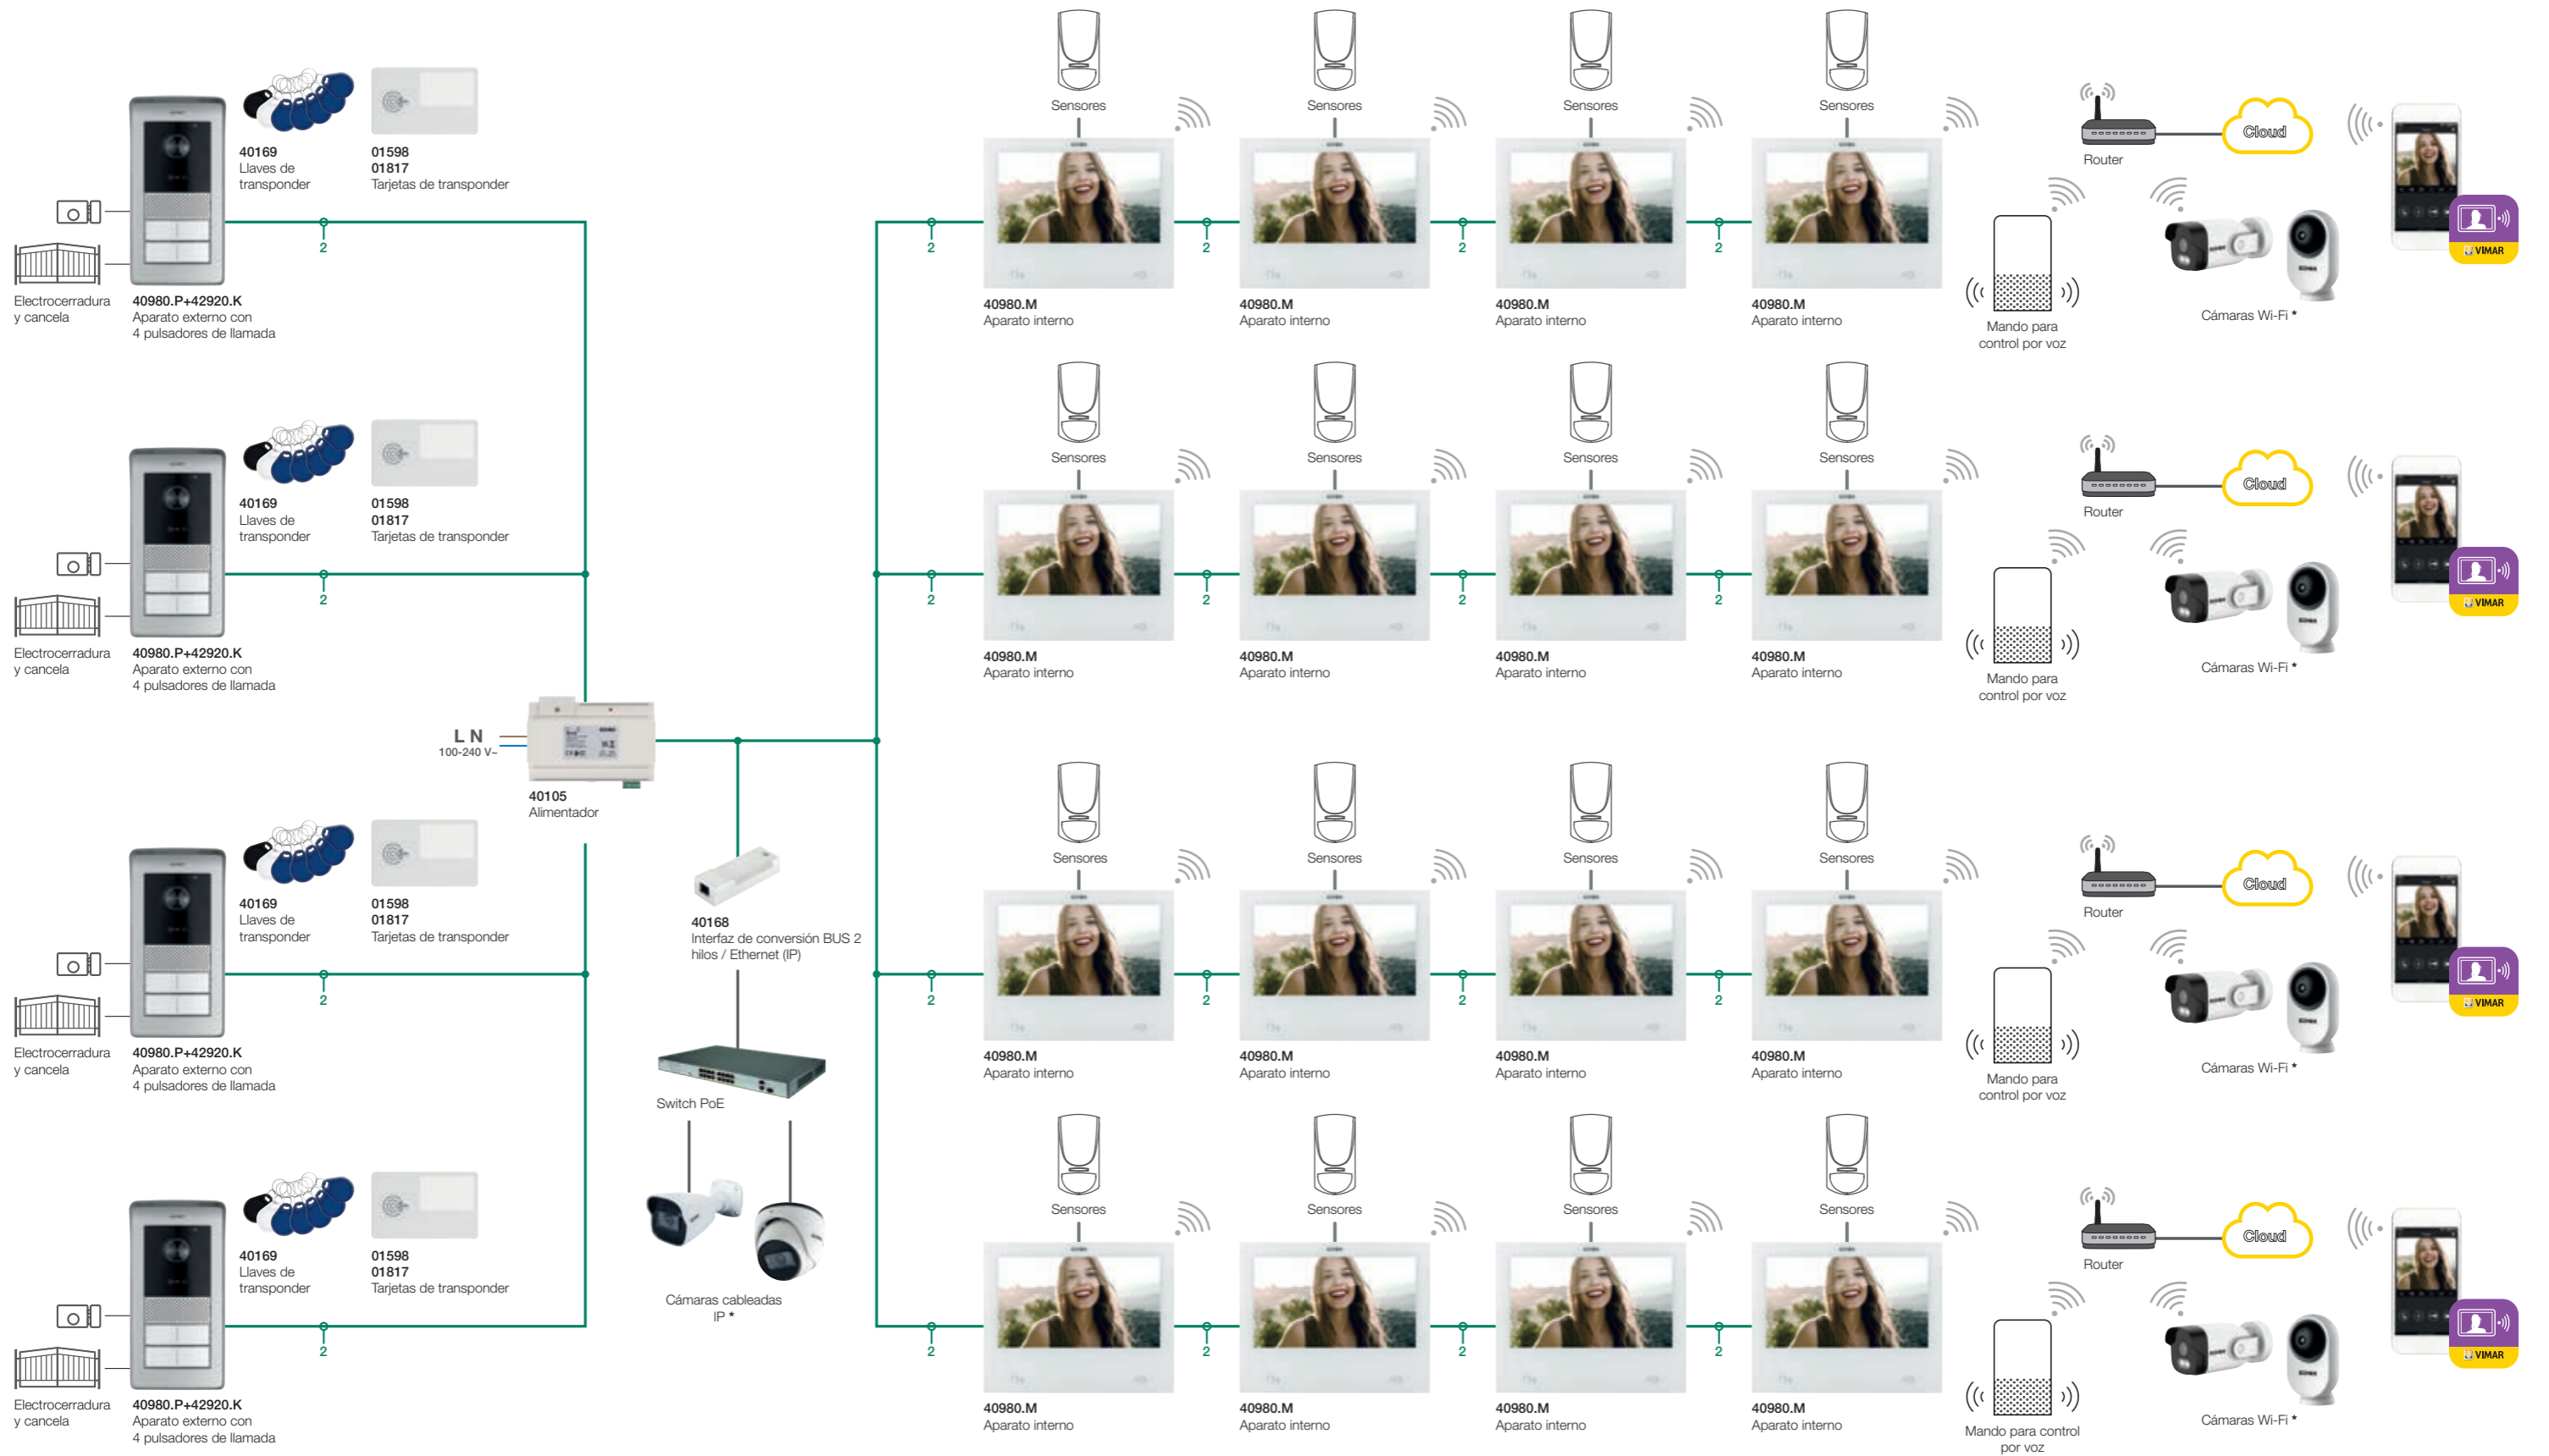 Sensores
Sensores
Sensores
Sensores
40169
Llaves de
transponder
01598
01817
Tarjetas de transponder
Router
Cloud
VIMAR
2
2
2
2
2
Electrocerradura
y cancela
40980.P+42920.K
Aparato externo con
4 pulsadores de llamada
40980.M
Aparato interno
40980.M
Aparato interno
40980.M
Aparato interno
40980.M
Aparato interno
Mando para
control por voz
Cámaras Wi-Fi *
Sensores
Sensores
Sensores
Sensores
40169
Llaves de
transponder
01598
01817
Tarjetas de transponder
Router
Cloud
VIMAR
2
2
2
2
2
Electrocerradura
y cancela
40980.P+42920.K
Aparato externo con
4 pulsadores de llamada
40980.M
Aparato interno
40980.M
Aparato interno
40980.M
Aparato interno
40980.M
Aparato interno
Mando para
control por voz
Cámaras Wi-Fi *
L N
100-240 V~
40105
Alimentador
40168
Interfaz de conversión BUS 2
hilos / Ethernet (IP)
Switch PoE
Cámaras cableadas
IP *
Sensores
Sensores
Sensores
Sensores
40169
Llaves de
transponder
01598
01817
Tarjetas de transponder
Router
Cloud
VIMAR
2
2
2
2
2
Electrocerradura
y cancela
40980.P+42920.K
Aparato externo con
4 pulsadores de llamada
40980.M
Aparato interno
40980.M
Aparato interno
40980.M
Aparato interno
40980.M
Aparato interno
Mando para
control por voz
Cámaras Wi-Fi *
Sensores
Sensores
Sensores
Sensores
40169
Llaves de
transponder
01598
01817
Tarjetas de transponder
Router
Cloud
VIMAR
2
2
2
2
2
Electrocerradura
y cancela
40980.P+42920.K
Aparato externo con
4 pulsadores de llamada
40980.M
Aparato interno
40980.M
Aparato interno
40980.M
Aparato interno
40980.M
Aparato interno
Mando para control
por voz
Cámaras Wi-Fi *